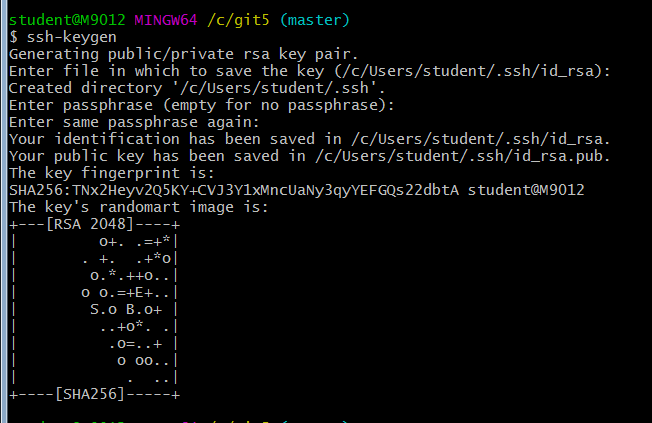 student@M9012 MINGW64 /c/git5 (master)
$ ssh-keygen
Generating public/private rsa key pair.
Enter file in which to save the key (/c/Users/student/.ssh/id_rsa):
Created directory '/c/Users/student/.ssh'.
Enter passphrase (empty for no passphrase):
Enter same passphrase again:
Your identification has been saved in /c/Users/student/.ssh/id_rsa.
Your public key has been saved in /c/Users/student/.ssh/id_rsa.pub.
The key fingerprint is:
SHA256:TNx2Heyv2Q5KY+CVJ3Y1xMncUaNy3qyYEFGQs22dbtA student@M9012
The key's randomart image is:
+---[RSA 2048]----+
|         o+. .=+*|
|       . +.  .+*o|
|        o.*.++o..|
|       o o.=+E+..|
|        S.o B.o+ |
|         ..+o*. .|
|          .o=..+ |
|           o oo..|
|            .  ..|
+----[SHA256]-----+